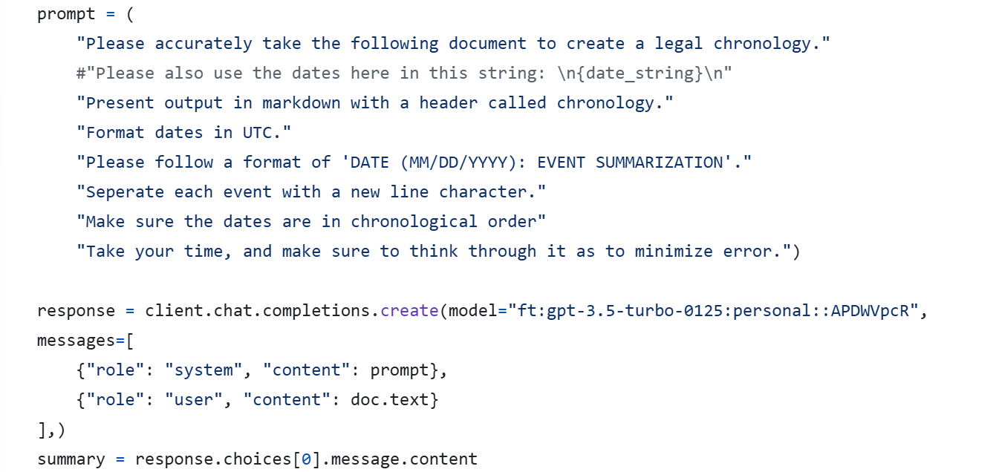 prompt = (
    "Please accurately take the following document to create a legal chronology."
    #"Please also use the dates here in this string: \n{date_string}\n"
    "Present output in markdown with a header called chronology."
    "Format dates in UTC."
    "Please follow a format of 'DATE (MM/DD/YYYY): EVENT SUMMARIZATION'."
    "Seperate each event with a new line character."
    "Make sure the dates are in chronological order"
    "Take your time, and make sure to think through it as to minimize error.")

response = client.chat.completions.create(model="ft:gpt-3.5-turbo-0125:personal::APDWVpcR",
messages=[
    {"role": "system", "content": prompt},
    {"role": "user", "content": doc.text}
],)
summary = response.choices[0].message.content